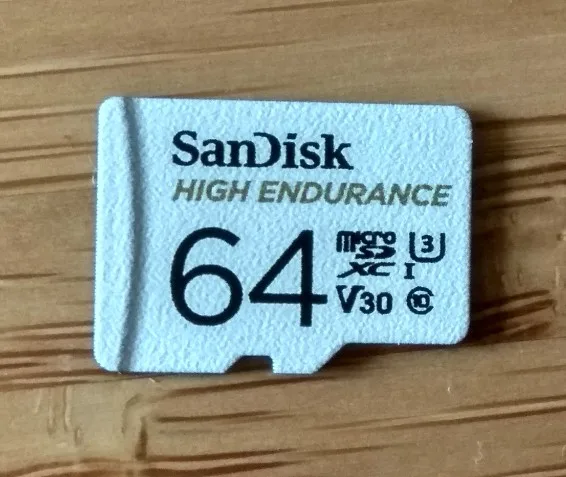 SanDisk
HIGH ENDURANCE
64
micro SD XC I
U3
V30
10